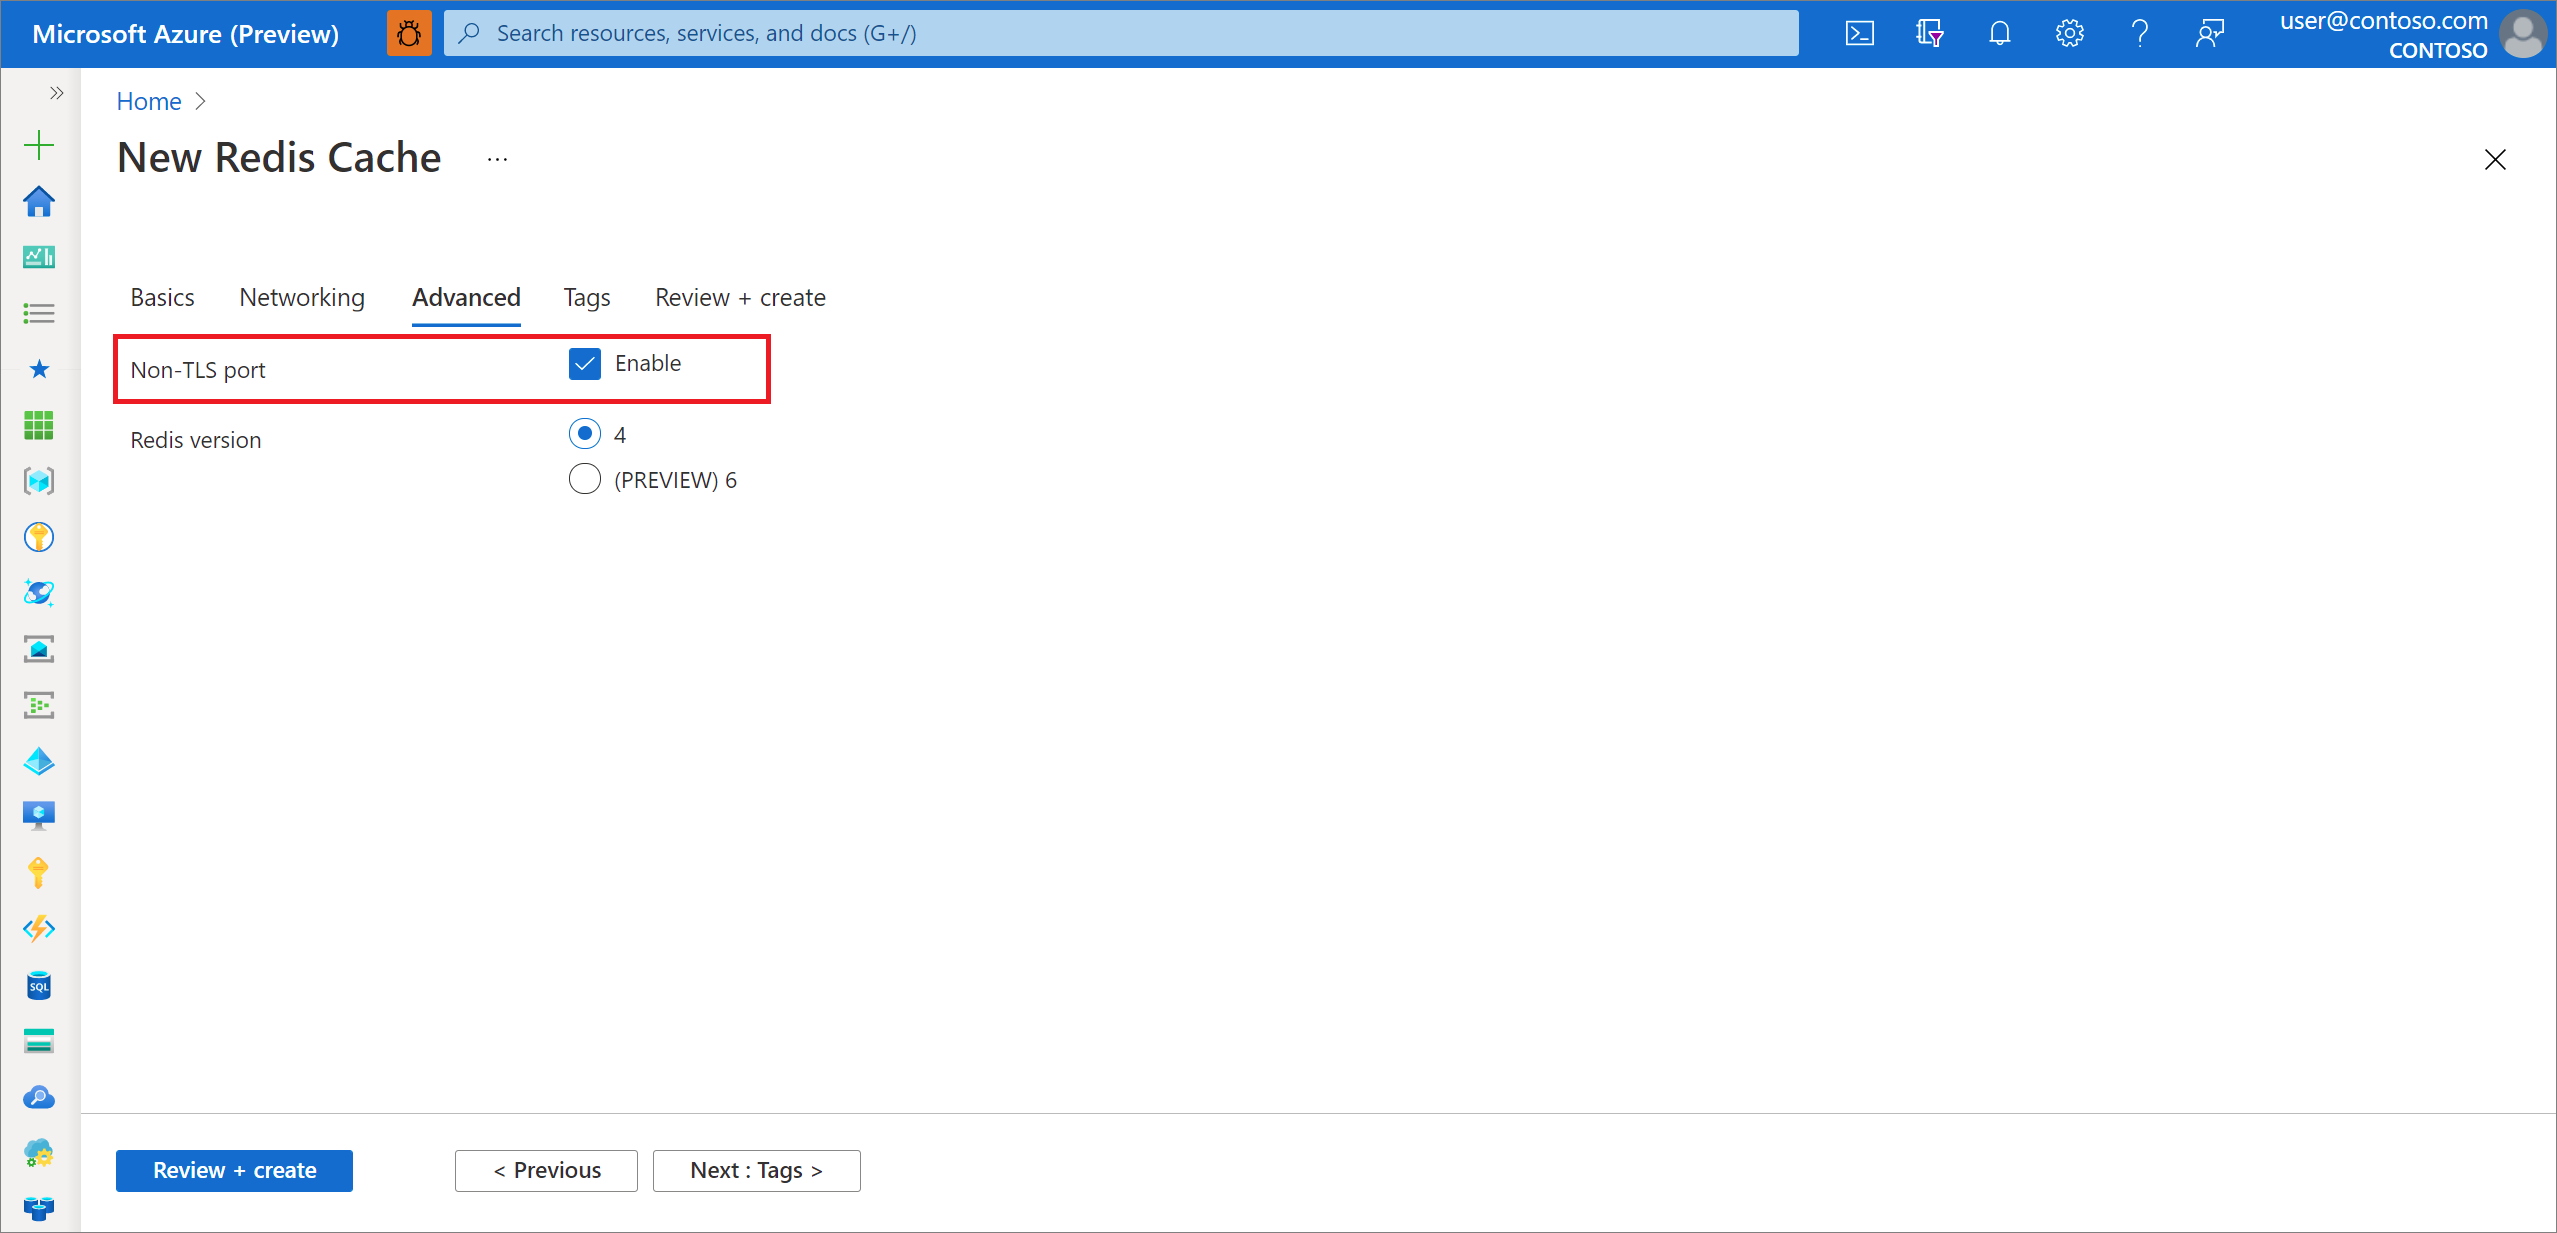 Microsoft Azure (Preview)
Search resources, services, and docs (G+/)
user@contoso.com
CONTOSO
Home
New Redis Cache
Basics
Networking
Advanced
Tags
Review + create
Non-TLS port
Enable
Redis version
4
(PREVIEW) 6
SQL
Review + create
< Previous
Next : Tags >